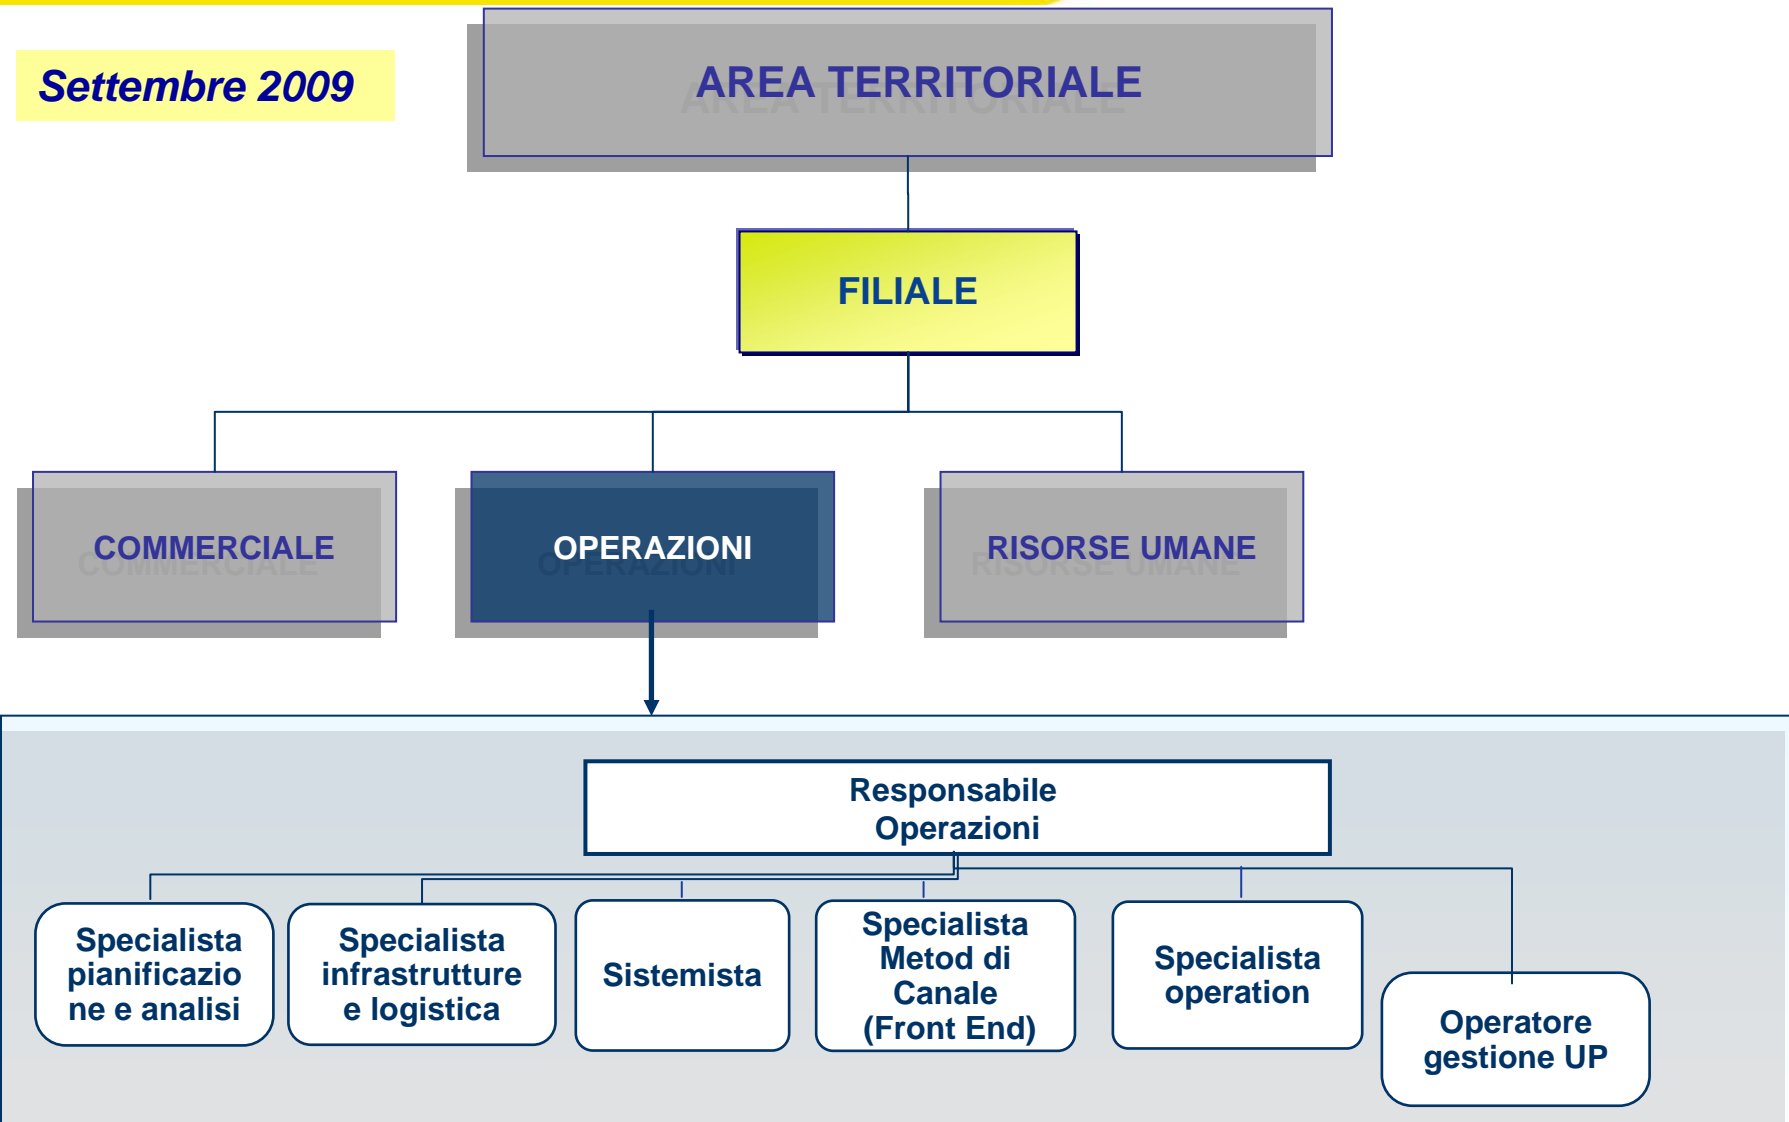 Settembre 2009
AREA TERRITORIALE
FILIALE
COMMERCIALE
OPERAZIONI
RISORSE UMANE
Responsabile
Operazioni
Specialista
pianificazio
ne e analisi
Specialista
infrastrutture
e logistica
Sistemista
Specialista
Metod di
Canale
(Front End)
Specialista
operation
Operatore
gestione UP